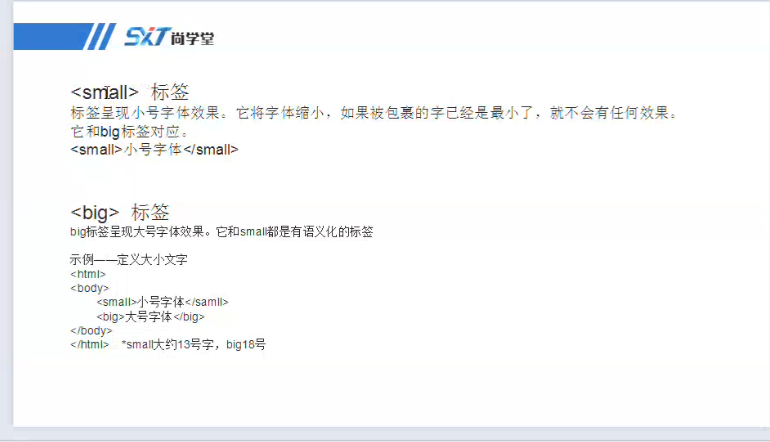 SXT尚学堂
<small> 标签
标签呈现小号字体效果。它将字体缩小，如果被包裹的字已经是最小了，就不会有任何效果。
它和big标签对应。
<small>小号字体</small>
<big> 标签
big标签呈现大号字体效果。它和small都是有语义化的标签
示例——定义大小文字
<html>
<body>
<small>小号字体</samll>
<big>大号字体</big>
</body>
</html> *small大约13号字，big18号